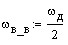 ω_в_в := ω_д / 2